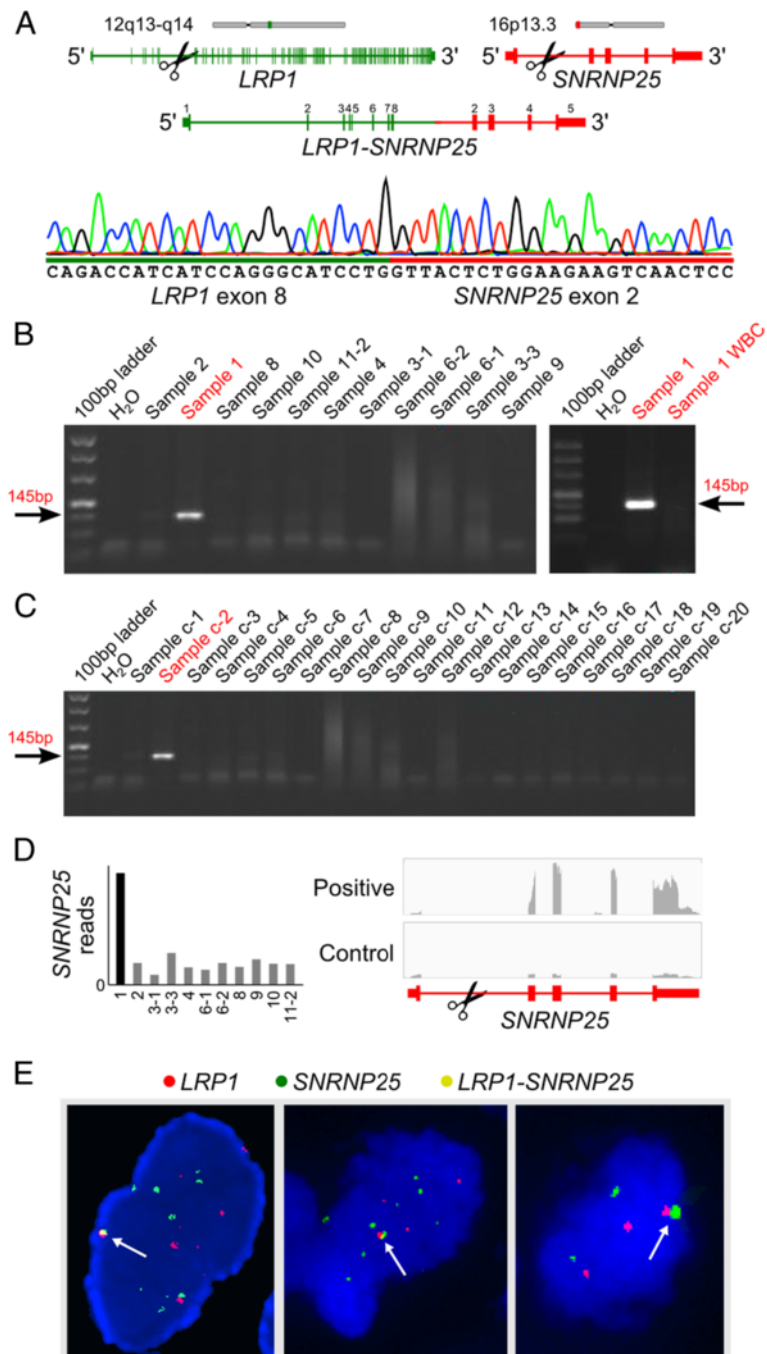 A
12q13-q14
16p13.3
5' 3' 5' 3'
LRP1
SNRNP25
1 2 3 4 5 6 7 8 2 3 4 5
5' 3'
LRP1-SNRNP25
CAGACCATCATCCAGGGCATCCTGGTTACTCTGGAAGAAGTCAACTCC
LRP1 exon 8
SNRNP25 exon 2
B
100bp ladder
H2O
Sample 2
Sample 1
Sample 8
Sample 10
Sample 11-2
Sample 4
Sample 3-1
Sample 6-2
Sample 6-1
Sample 3-3
Sample 9
100bp ladder
H2O
Sample 1
Sample 1 WBC
145bp
145bp
C
100bp ladder
H2O
Sample c-1
Sample c-2
Sample c-3
Sample c-4
Sample c-5
Sample c-6
Sample c-7
Sample c-8
Sample c-9
Sample c-10
Sample c-11
Sample c-12
Sample c-13
Sample c-14
Sample c-15
Sample c-16
Sample c-17
Sample c-18
Sample c-19
Sample c-20
145bp
D
SNRNP25
reads
0
1 2 3-1 3-3 4 6-1 6-2 8 9 10 11-2
Positive
Control
SNRNP25
E
LRP1 SNRNP25 LRP1-SNRNP25